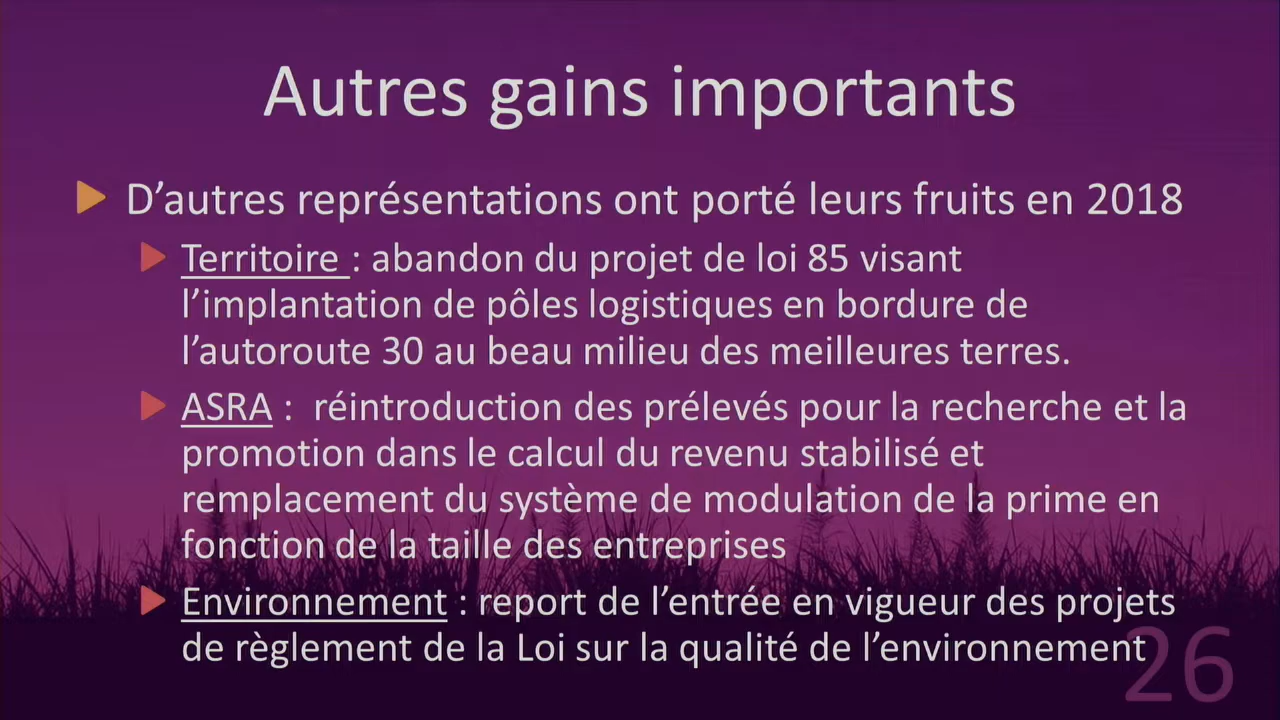 Autres gains importants
D'autres représentations ont porté leurs fruits en 2018
Territoire : abandon du projet de loi 85 visant
l'implantation de pôles logistiques en bordure de
l'autoroute 30 au beau milieu des meilleures terres.
ASRA :  réintroduction des prélevés pour la recherche et la
promotion dans le calcul du revenu stabilisé et
remplacement du système de modulation de la prime en
fonction de la taille des entreprises
Environnement : report de l'entrée en vigueur des projets
de règlement de la Loi sur la qualité de l'environnement
26